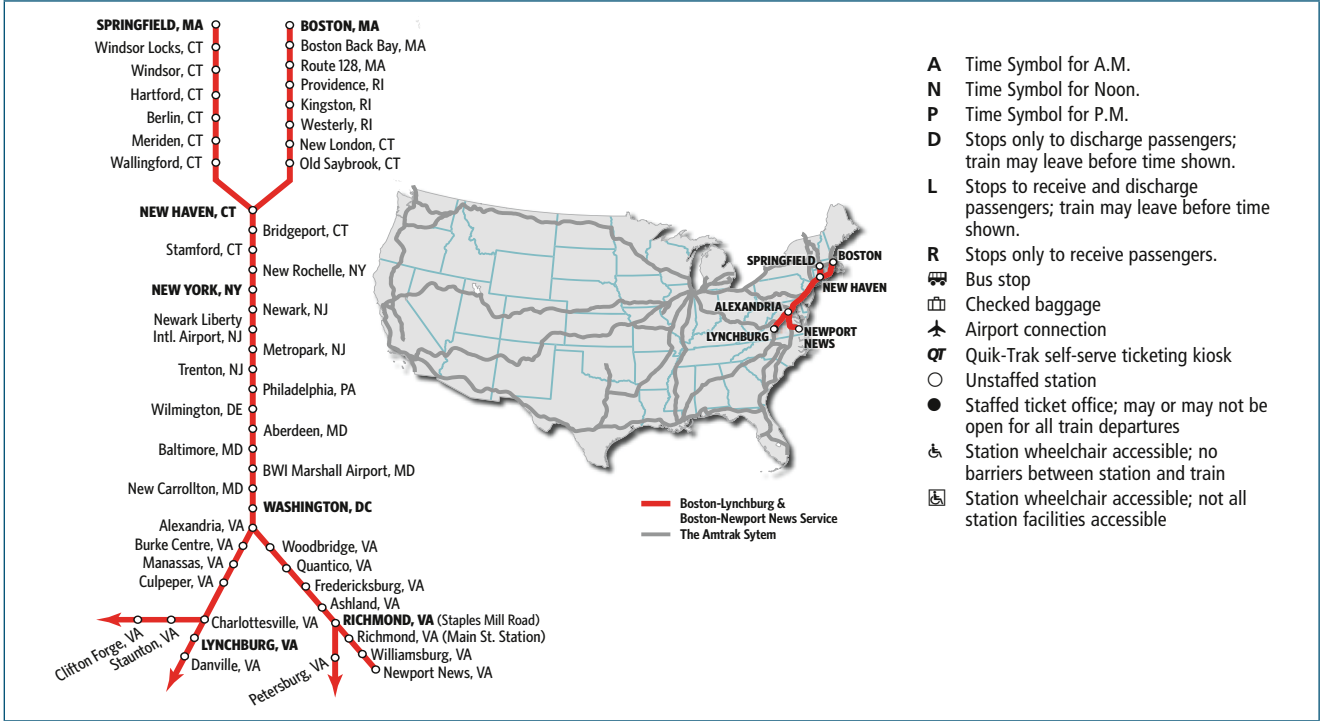 SPRINGFIELD, MA
Windsor Locks, CT
Windsor, CT
Hartford, CT
Berlin, CT
Meriden, CT
Wallingford, CT
BOSTON, MA
Boston Back Bay, MA
Route 128, MA
Providence, RI
Kingston, RI
Westerly, RI
New London, CT
Old Saybrook, CT
NEW HAVEN, CT
Bridgeport, CT
Stamford, CT
New Rochelle, NY
NEW YORK, NY
Newark, NJ
Newark Liberty
Intl. Airport, NJ
Metropark, NJ
Trenton, NJ
Philadelphia, PA
Wilmington, DE
Aberdeen, MD
Baltimore, MD
BWI Marshall Airport, MD
New Carrollton, MD
WASHINGTON, DC
Alexandria, VA
Burke Centre, VA
Manassas, VA
Culpeper, VA
Charlottesville, VA
Clifton Forge, VA
Staunton, VA
LYNCHBURG, VA
Danville, VA
Woodbridge, VA
Quantico, VA
Fredericksburg, VA
Ashland, VA
RICHMOND, VA (Staples Mill Road)
Richmond, VA (Main St. Station)
Williamsburg, VA
Newport News, VA
Petersburg, VA
SPRINGFIELD
BOSTON
NEW HAVEN
ALEXANDRIA
LYNCHBURG
NEWPORT
NEWS
Boston-Lynchburg &
Boston-Newport News Service
The Amtrak Sytem
A Time Symbol for A.M.
N Time Symbol for Noon.
P Time Symbol for P.M.
D Stops only to discharge passengers;
train may leave before time shown.
L Stops to receive and discharge
passengers; train may leave before time
shown.
R Stops only to receive passengers.
Bus stop
Checked baggage
Airport connection
QT Quik-Trak self-serve ticketing kiosk
Unstaffed station
Staffed ticket office; may or may not be
open for all train departures
Station wheelchair accessible; no
barriers between station and train
Station wheelchair accessible; not all
station facilities accessible